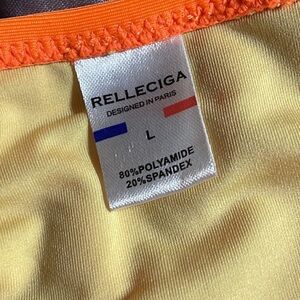 RELLECIGA
DESIGNED IN PARIS
L
80%POLYAMIDE
20%SPANDEX